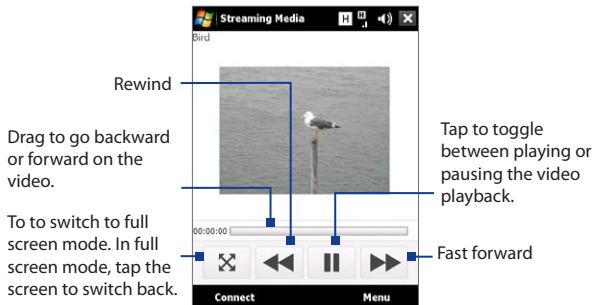 Streaming Media
H
H
Bird
Rewind
Drag to go backward
or forward on the
video.
Tap to toggle
between playing or
pausing the video
playback.
00:00:00
To to switch to full
screen mode. In full
screen mode, tap the
screen to switch back.
Fast forward
Connect
Menu